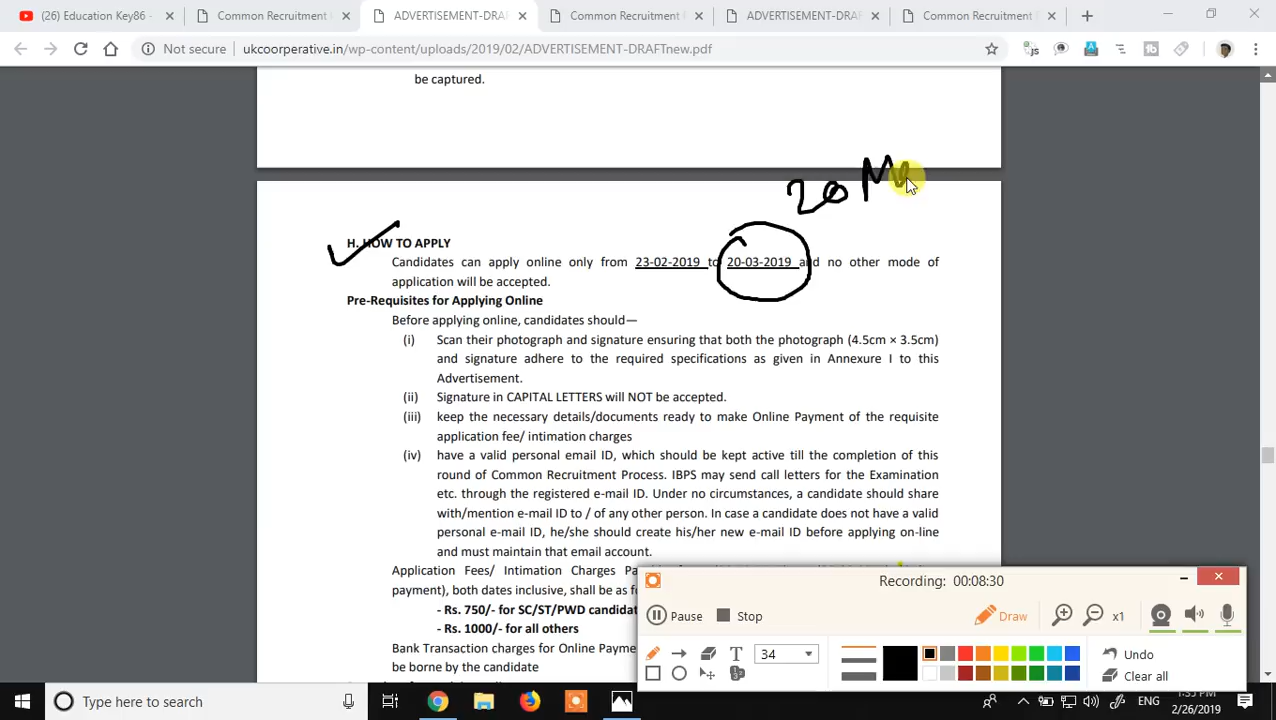 (26) Education Key86 -
Common Recruitment
ADVERTISEMENT-DRAF
Common Recruitment
ADVERTISEMENT-DRAF
Common Recruitment
Not secure
ukcoorperative.in/wp-content/uploads/2019/02/ADVERTISEMENT-DRAFTnew.pdf
be captured.
20
H. HOW TO APPLY
Candidates can apply online only from 23-02-2019 to 20-03-2019 and no other mode of
application will be accepted.
Pre-Requisites for Applying Online
Before applying online, candidates should—
(i) Scan their photograph and signature ensuring that both the photograph (4.5cm × 3.5cm)
and signature adhere to the required specifications as given in Annexure I to this
Advertisement.
(ii) Signature in CAPITAL LETTERS will NOT be accepted.
(iii) keep the necessary details/documents ready to make Online Payment of the requisite
application fee/ intimation charges
(iv) have a valid personal email ID, which should be kept active till the completion of this
round of Common Recruitment Process. IBPS may send call letters for the Examination
etc. through the registered e-mail ID. Under no circumstances, a candidate should share
with/mention e-mail ID to / of any other person. In case a candidate does not have a valid
personal e-mail ID, he/she should create his/her new e-mail ID before applying on-line
and must maintain that email account.
Application Fees/ Intimation Charges
payment), both dates inclusive, shall be as
- Rs. 750/- for SC/ST/PWD
- Rs. 1000/- for all others
Bank Transaction charges for Online
be borne by the candidate
Recording: 00:08:30
Pause
Stop
Draw
x1
T
34
Undo
Clear all
Type here to search
ENG
1:35 PM
2/26/2019